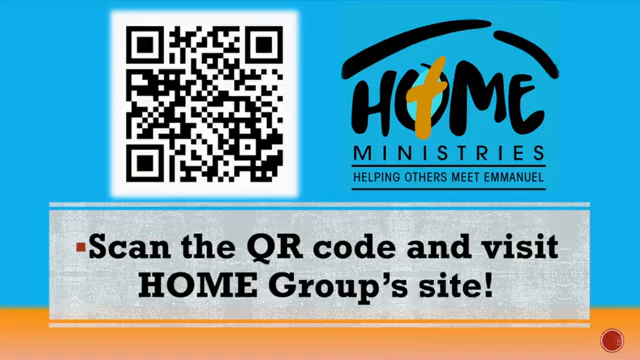 HOME
MINISTRIES
HELPING OTHERS MEET EMMANUEL
Scan the QR code and visit
HOME Group's site!